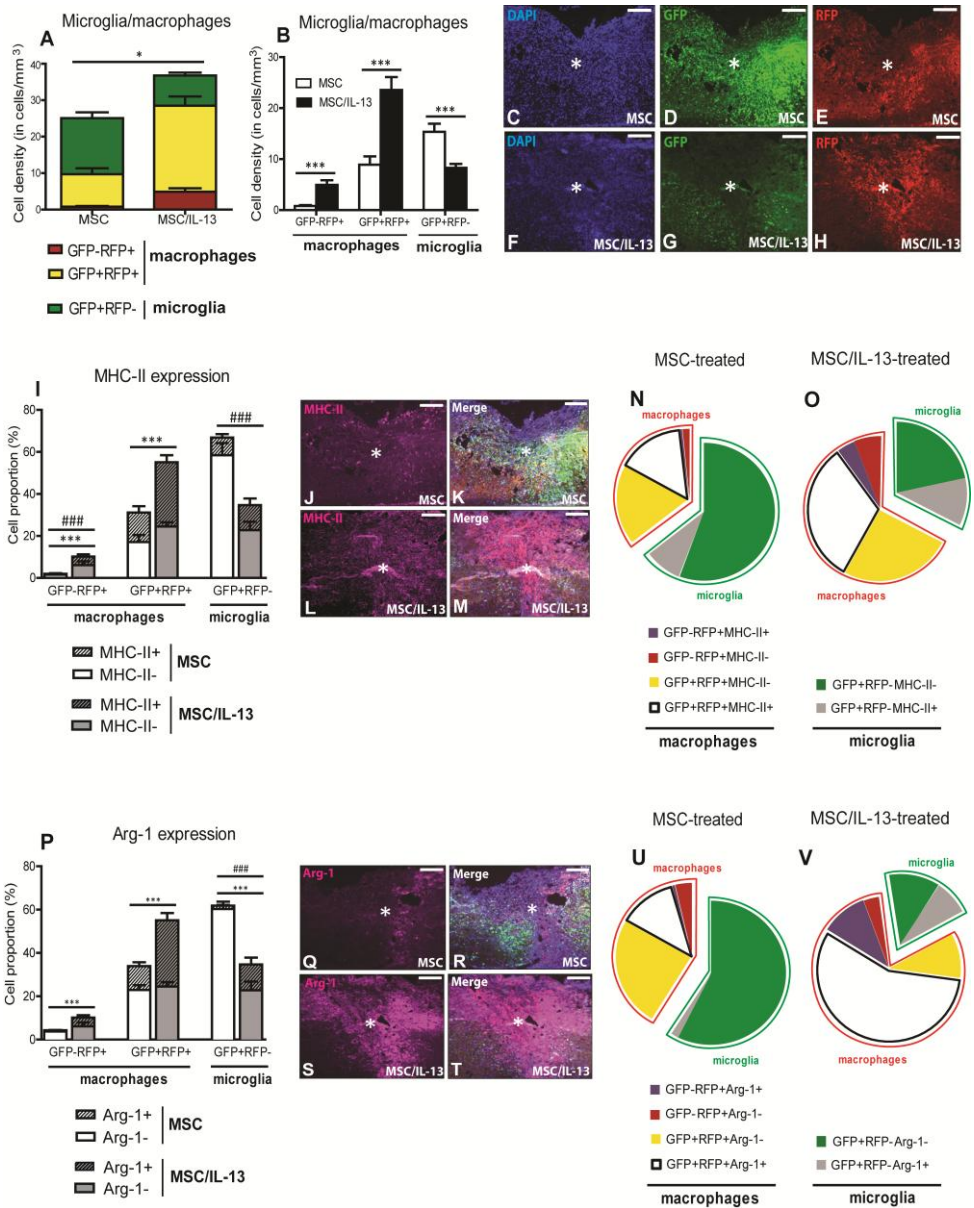 A
Microglia/macrophages
*
Cell density (in cells/mm3)
40
30
20
10
0
MSC
MSC/IL-13
GFP-RFP+
GFP+RFP+
macrophages
GFP+RFP-
microglia
B
Microglia/macrophages
Cell density (in cells/mm3)
30
20
10
0
MSC
MSC/IL-13
***
***
***
GFP-RFP+
GFP+RFP+
GFP+RFP-
macrophages
microglia
DAPI
*
C
MSC
GFP
*
D
MSC
RFP
*
E
MSC
DAPI
*
F
MSC/IL-13
GFP
*
G
MSC/IL-13
RFP
*
H
MSC/IL-13
I
MHC-II expression
Cell proportion (%)
80
60
40
20
0
###
***
***
###
GFP-RFP+
GFP+RFP+
GFP+RFP-
macrophages
microglia
MHC-II+
MHC-II-
MSC
MHC-II+
MHC-II-
MSC/IL-13
MHC-II
*
J
MSC
Merge
*
K
MSC
MHC-II
*
L
MSC/IL-13
Merge
*
M
MSC/IL-13
MSC-treated
N
macrophages
microglia
MSC/IL-13-treated
O
microglia
macrophages
GFP-RFP+MHC-II+
GFP-RFP+MHC-II-
GFP+RFP+MHC-II-
GFP+RFP+MHC-II+
macrophages
GFP+RFP-MHC-II-
GFP+RFP-MHC-II+
microglia
P
Arg-1 expression
Cell proportion (%)
80
60
40
20
0
***
***
###
***
GFP-RFP+
GFP+RFP+
GFP+RFP-
macrophages
microglia
Arg-1+
Arg-1-
MSC
Arg-1+
Arg-1-
MSC/IL-13
Arg-1
*
Q
MSC
Merge
*
R
MSC
Arg-1
*
S
MSC/IL-13
Merge
*
T
MSC/IL-13
MSC-treated
U
macrophages
microglia
MSC/IL-13-treated
V
microglia
macrophages
GFP-RFP+Arg-1+
GFP-RFP+Arg-1-
GFP+RFP+Arg-1-
GFP+RFP+Arg-1+
macrophages
GFP+RFP-Arg-1-
GFP+RFP-Arg-1+
microglia